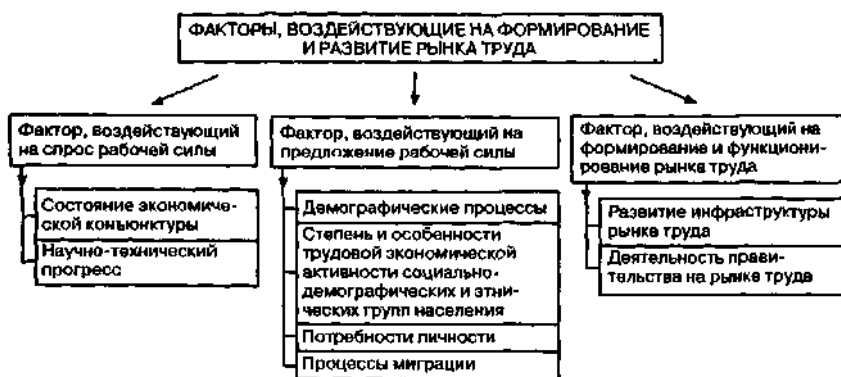 ФАКТОРЫ, ВОЗДЕЙСТВУЮЩИЕ НА ФОРМИРОВАНИЕ
И РАЗВИТИЕ РЫНКА ТРУДА
Фактор, воздействующий
на спрос рабочей силы
Состояние экономиче-
ской конъюнктуры
Научно-технический
прогресс
Фактор, воздействующий на
предложение рабочей силы
Демографические процессы
Степень и особенности
трудовой экономической
активности социально-
демографических и этни-
ческих групп населения
Потребности личности
Процессы миграции
Фактор, воздействующий на
формирование и функциони-
рование рынка труда
Развитие инфраструктуры
рынка труда
Деятельность прави-
тельства на рынке труда